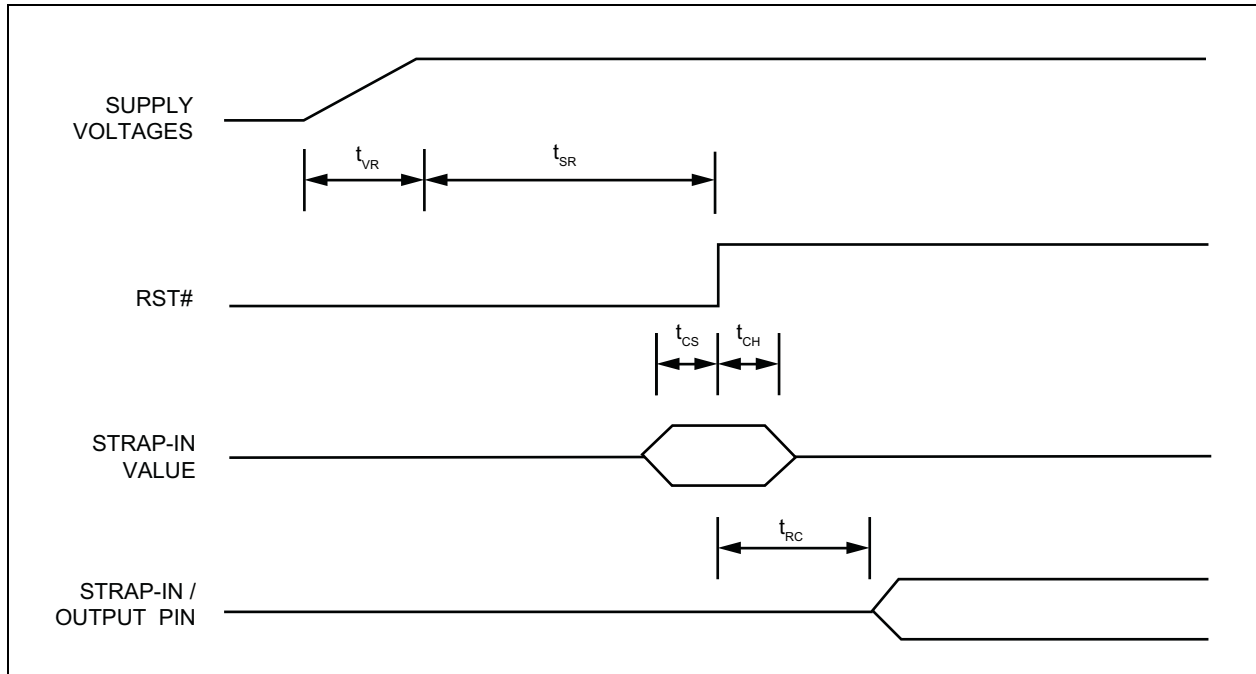 SUPPLY
VOLTAGES
tVR
tSR
RST#
tCS
tCH
STRAP-IN
VALUE
tRC
STRAP-IN /
OUTPUT PIN